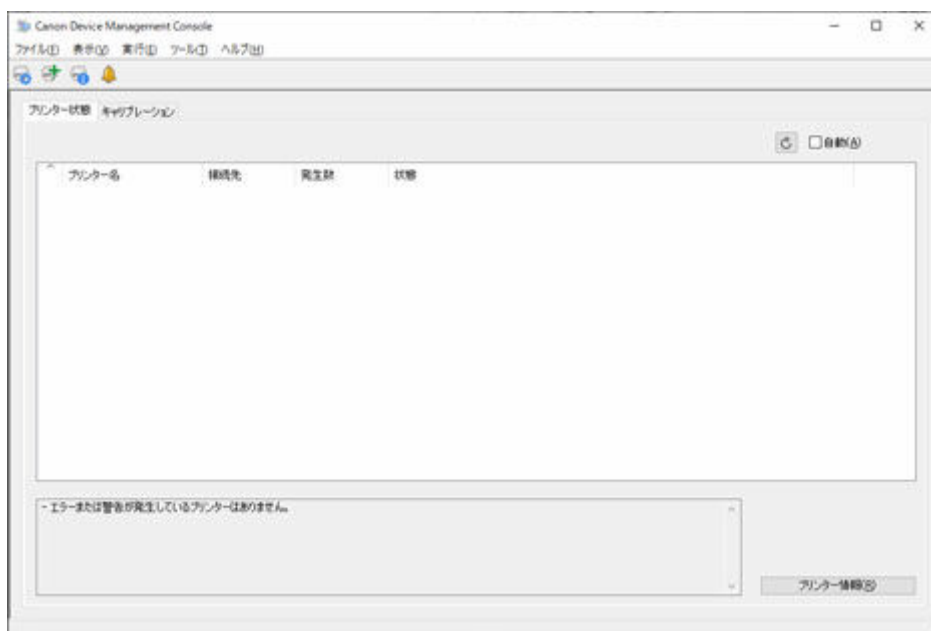 Canon Device Management Console
ファイル(F) 表示(V) 実行(E) ツール(T) ヘルプ(H)
プリンター状態 キャリブレーション
自動(A)
プリンター名 接続先 発生数 状態
- エラーまたは警告が発生しているプリンターはありません。
プリンター情報(R)